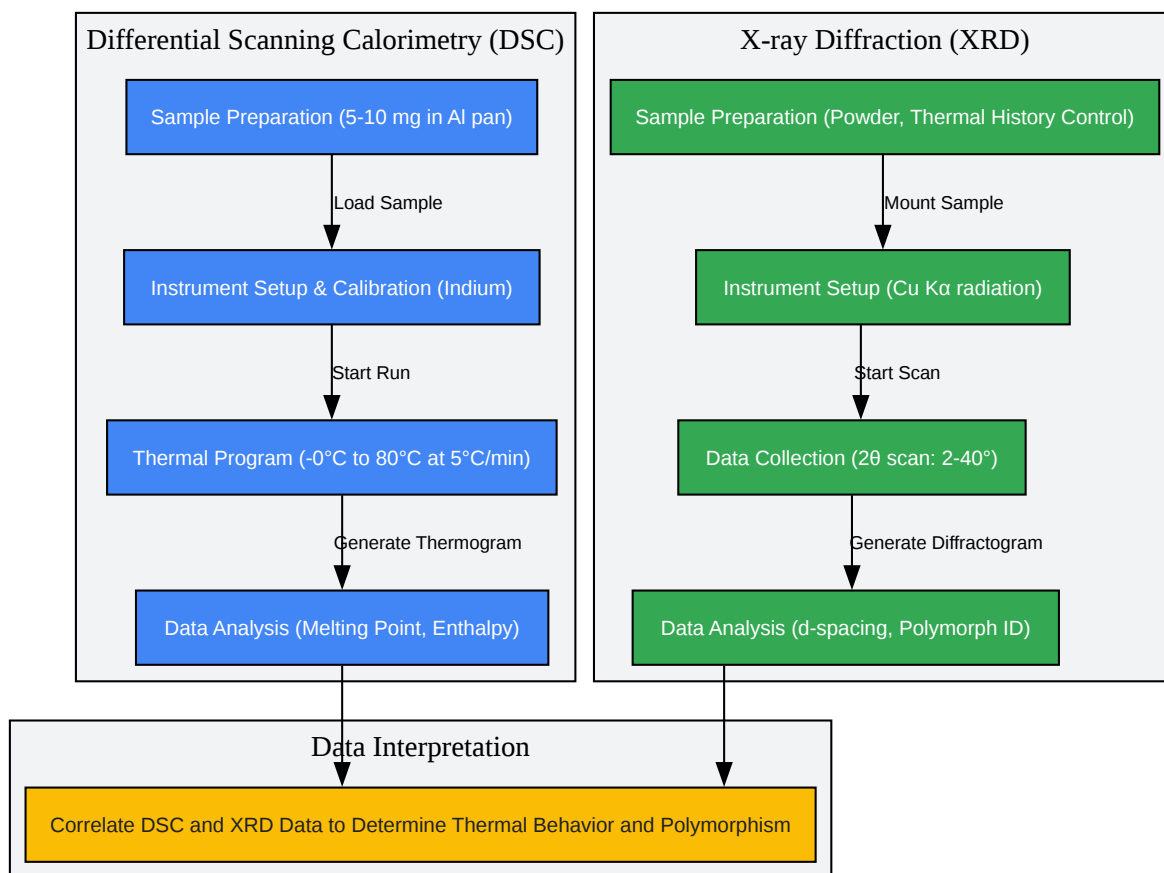 Differential Scanning Calorimetry (DSC)
Sample Preparation (5-10 mg in Al pan)
Load Sample
Instrument Setup & Calibration (Indium)
Start Run
Thermal Program (-0°C to 80°C at 5°C/min)
Generate Thermogram
Data Analysis (Melting Point, Enthalpy)
X-ray Diffraction (XRD)
Sample Preparation (Powder, Thermal History Control)
Mount Sample
Instrument Setup (Cu Kα radiation)
Start Scan
Data Collection (2θ scan: 2-40°)
Generate Diffractogram
Data Analysis (d-spacing, Polymorph ID)
Data Interpretation
Correlate DSC and XRD Data to Determine Thermal Behavior and Polymorphism